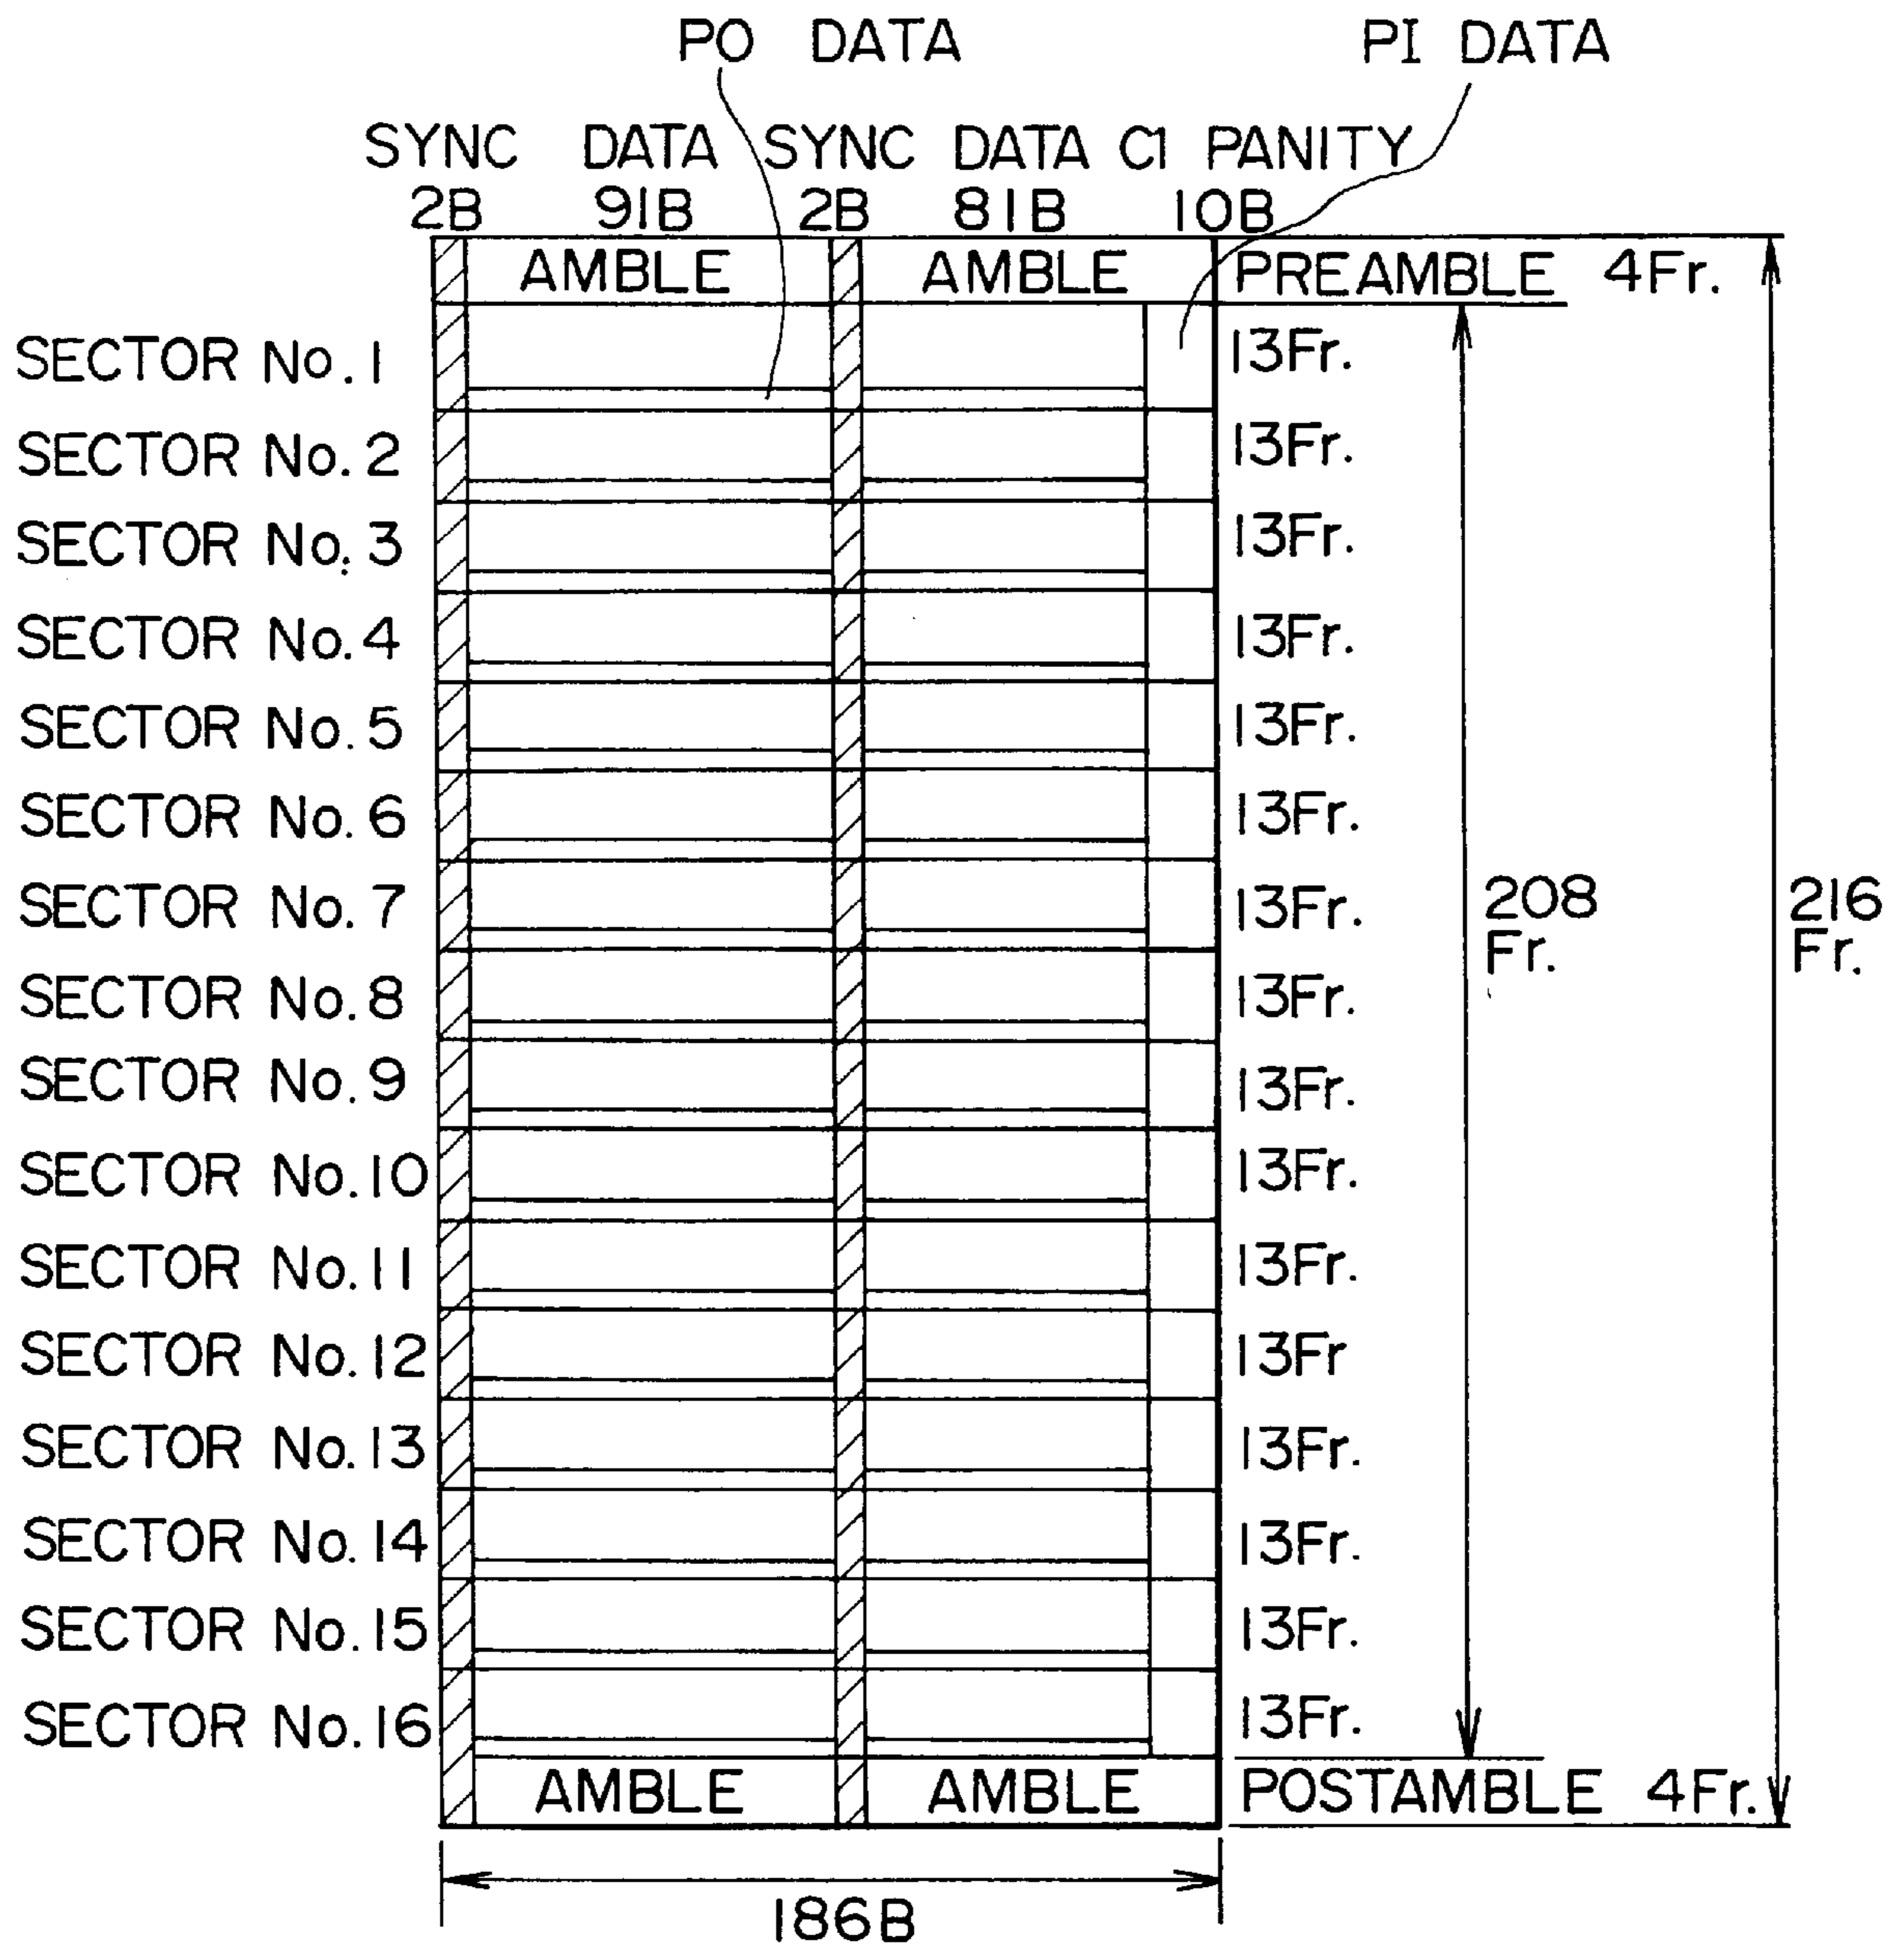 PO DATA PI DATA
SYNC DATA SYNC DATA C1 PANITY
2B 91B 2B 81B 10B
AMBLE AMBLE PREAMBLE 4Fr.
SECTOR No. 1 13Fr.
SECTOR No. 2 13Fr.
SECTOR No. 3 13Fr.
SECTOR No. 4 13Fr.
SECTOR No. 5 13Fr.
SECTOR No. 6 13Fr.
SECTOR No. 7 13Fr.
208 Fr.
216 Fr.
SECTOR No. 8 13Fr.
SECTOR No. 9 13Fr.
SECTOR No. 10 13Fr.
SECTOR No. 11 13Fr.
SECTOR No. 12 13Fr
SECTOR No. 13 13Fr.
SECTOR No. 14 13Fr.
SECTOR No. 15 13Fr.
SECTOR No. 16 13Fr.
AMBLE AMBLE POSTAMBLE 4Fr.
186B